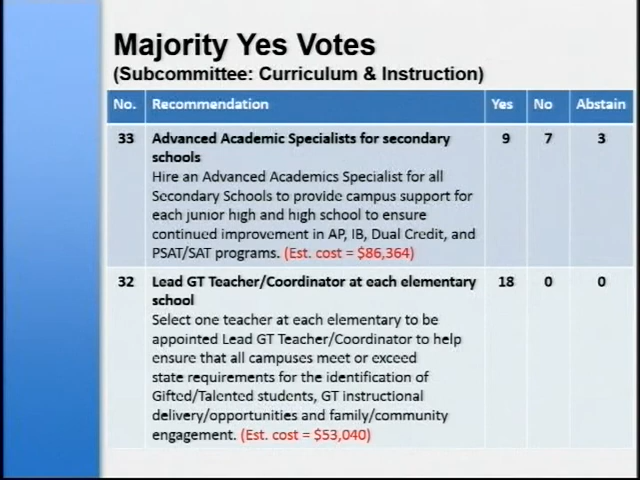 Majority Yes Votes
(Subcommittee: Curriculum & Instruction)
No. Recommendation Yes No Abstain
33 Advanced Academic Specialists for secondary 9 7 3
schools
Hire an Advanced Academics Specialist for all
Secondary Schools to provide campus support for
each junior high and high school to ensure
continued improvement in AP, IB, Dual Credit, and
PSAT/SAT programs. (Est. cost = $86,364)
32 Lead GT Teacher/Coordinator at each elementary 18 0 0
school
Select one teacher at each elementary to be
appointed Lead GT Teacher/Coordinator to help
ensure that all campuses meet or exceed
state requirements for the identification of
Gifted/Talented students, GT instructional
delivery/opportunities and family/community
engagement. (Est. cost = $53,040)